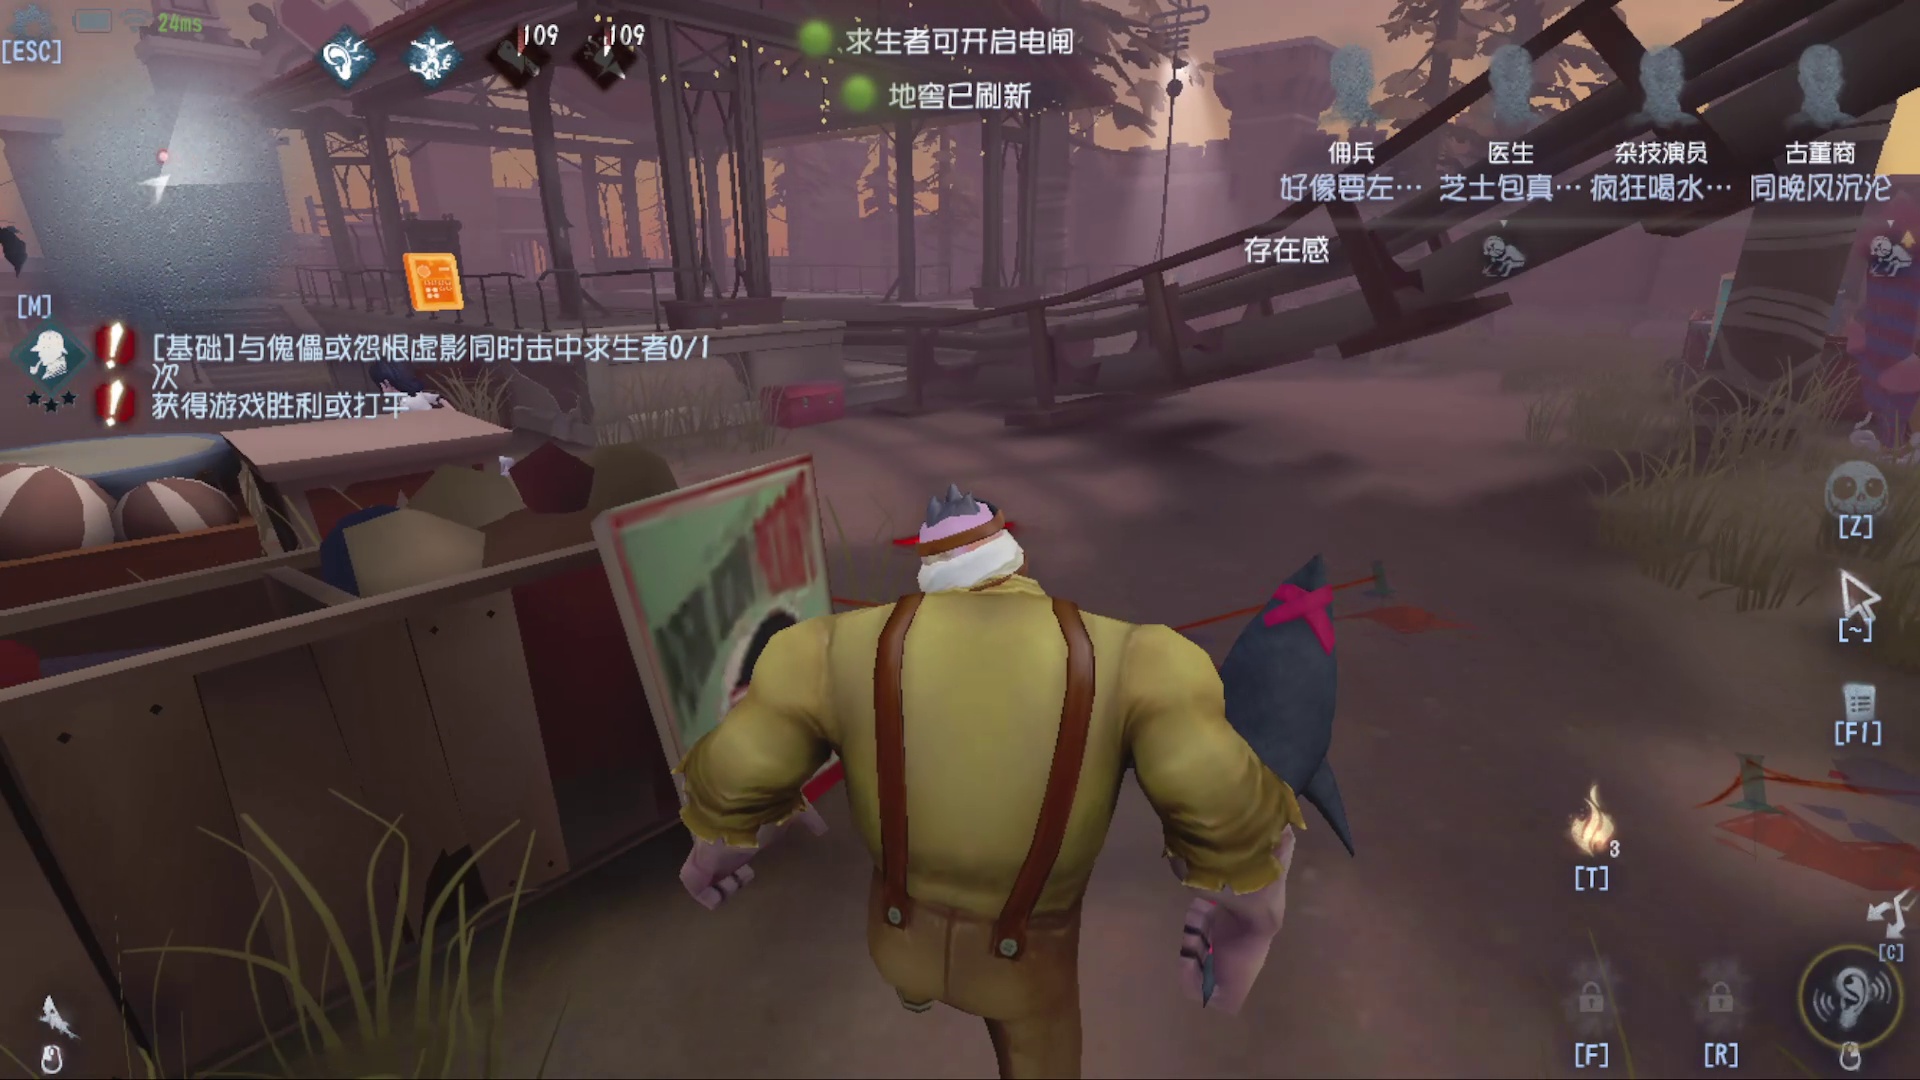 24ms
[ESC]
109
109
求生者可开启电闸
地窖已刷新
佣兵
医生
杂技演员
古董商
好像要左…
芝士包真…
疯狂喝水…
同晚风沉沦
存在感
[M]
[基础]与傀儡或怨恨虚影同时击中求生者0/1
次
获得游戏胜利或打平
[Z]
[~]
[F1]
3
[T]
[C]
[F]
[R]